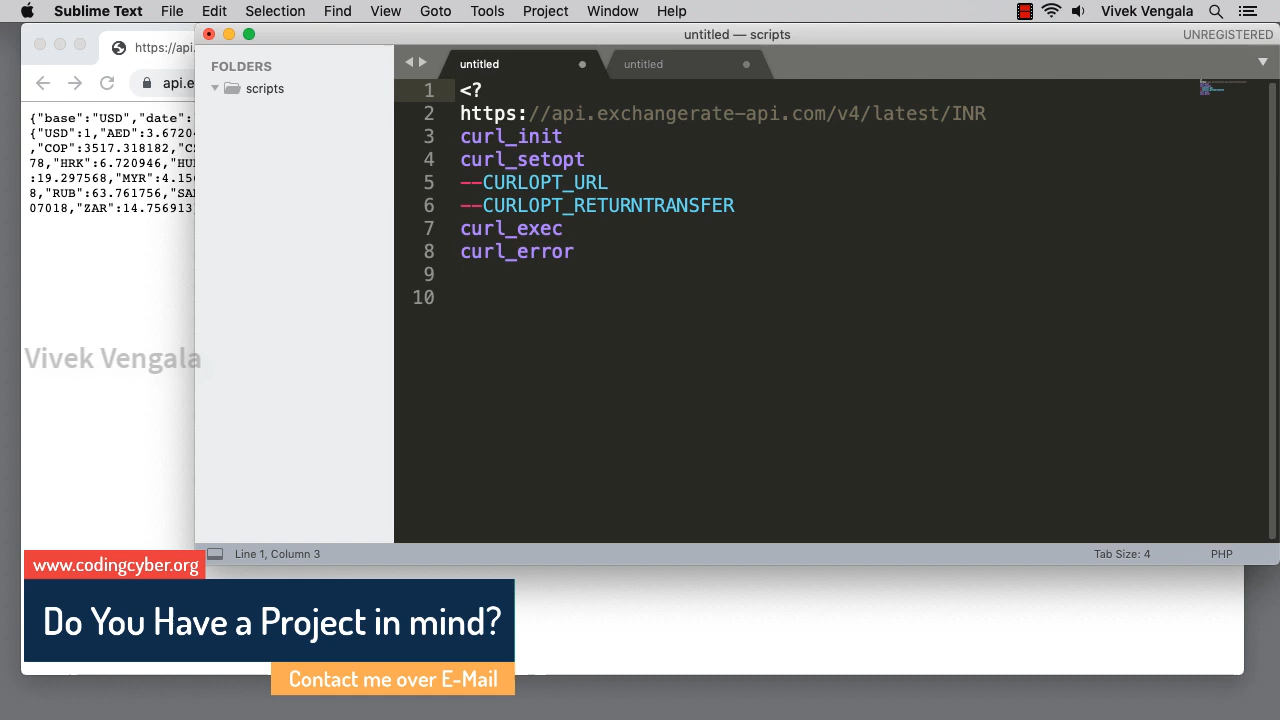 Sublime Text File Edit Selection Find View Goto Tools Project Window Help Vivek Vengala
untitled — scripts
UNREGISTERED
https://api.
api.e
FOLDERS
scripts
untitled
untitled
1 <?
2 https://api.exchangerate-api.com/v4/latest/INR
3 curl_init
4 curl_setopt
5 --CURLOPT_URL
6 --CURLOPT_RETURNTRANSFER
7 curl_exec
8 curl_error
9
10
{"base":"USD","date":
{"USD":1,"AED":3.6720
,"COP":3517.318182,"C
78,"HRK":6.720946,"HU
:19.297568,"MYR":4.15
8,"RUB":63.761756,"SA
07018,"ZAR":14.756913
Vivek Vengala
Line 1, Column 3
Tab Size: 4
PHP
www.codingcyber.org
Do You Have a Project in mind?
Contact me over E-Mail